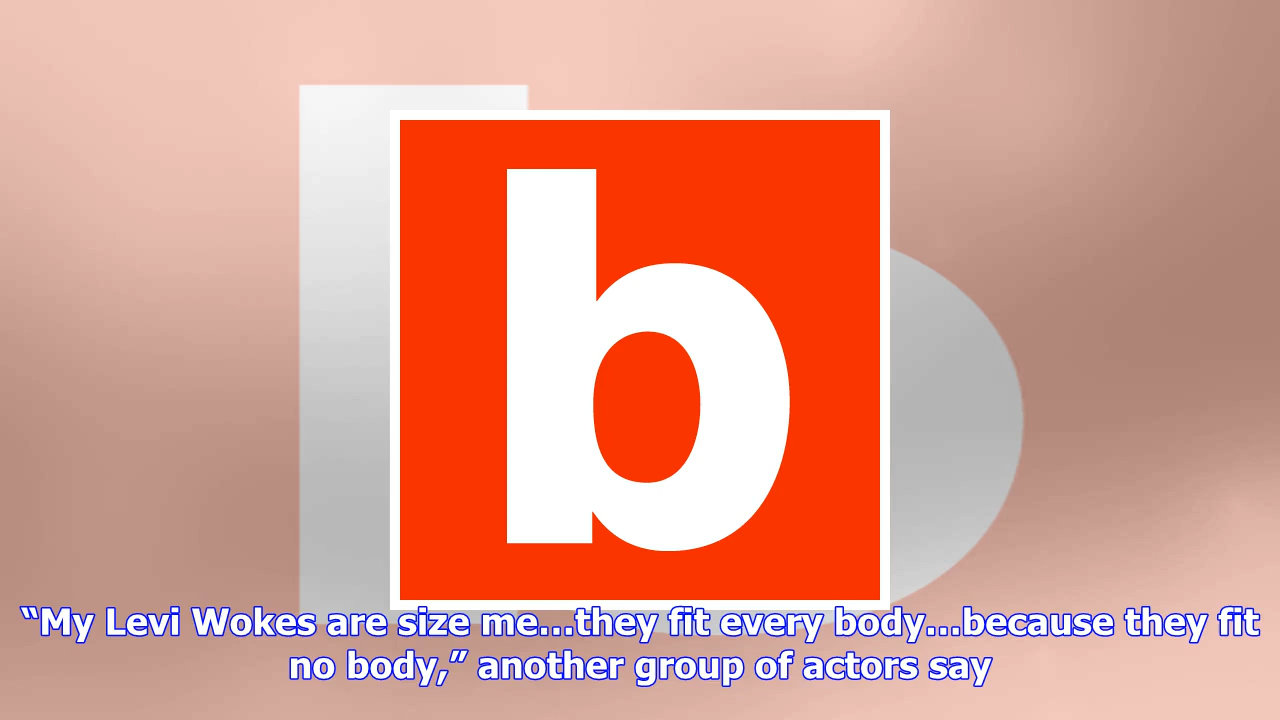 b
“My Levi Wokes are size me...they fit every body...because they fit
no body,” another group of actors say